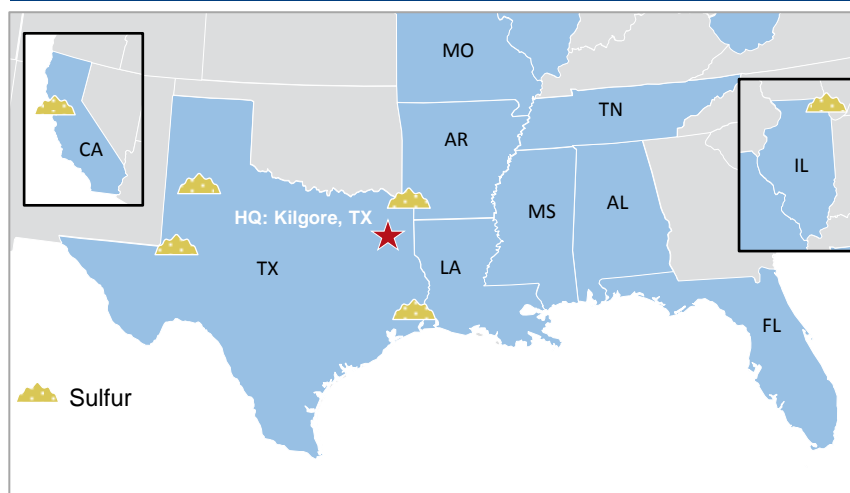 MO
TN
CA
AR
IL
HQ: Kilgore, TX
MS
AL
TX
LA
FL
Sulfur